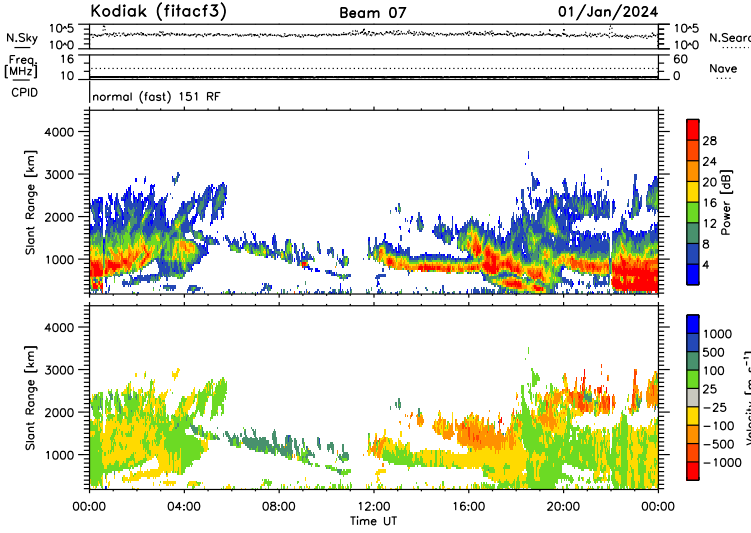 Kodiak (fitacf3) Beam 07 01/Jan/2024
N.Sky 10^5 10^0 10^5 10^0 N.Searc
Freq. [MHz] 16 10 60 0 Nave
CPID normal (fast) 151 RF
Slant Range [km] 4000 3000 2000 1000
28 24 20 16 12 8 4 Power [dB]
Slant Range [km] 4000 3000 2000 1000
1000 500 100 25 -25 -100 -500 -1000 Velocity [m s^-1]
00:00 04:00 08:00 12:00 16:00 20:00 00:00
Time UT